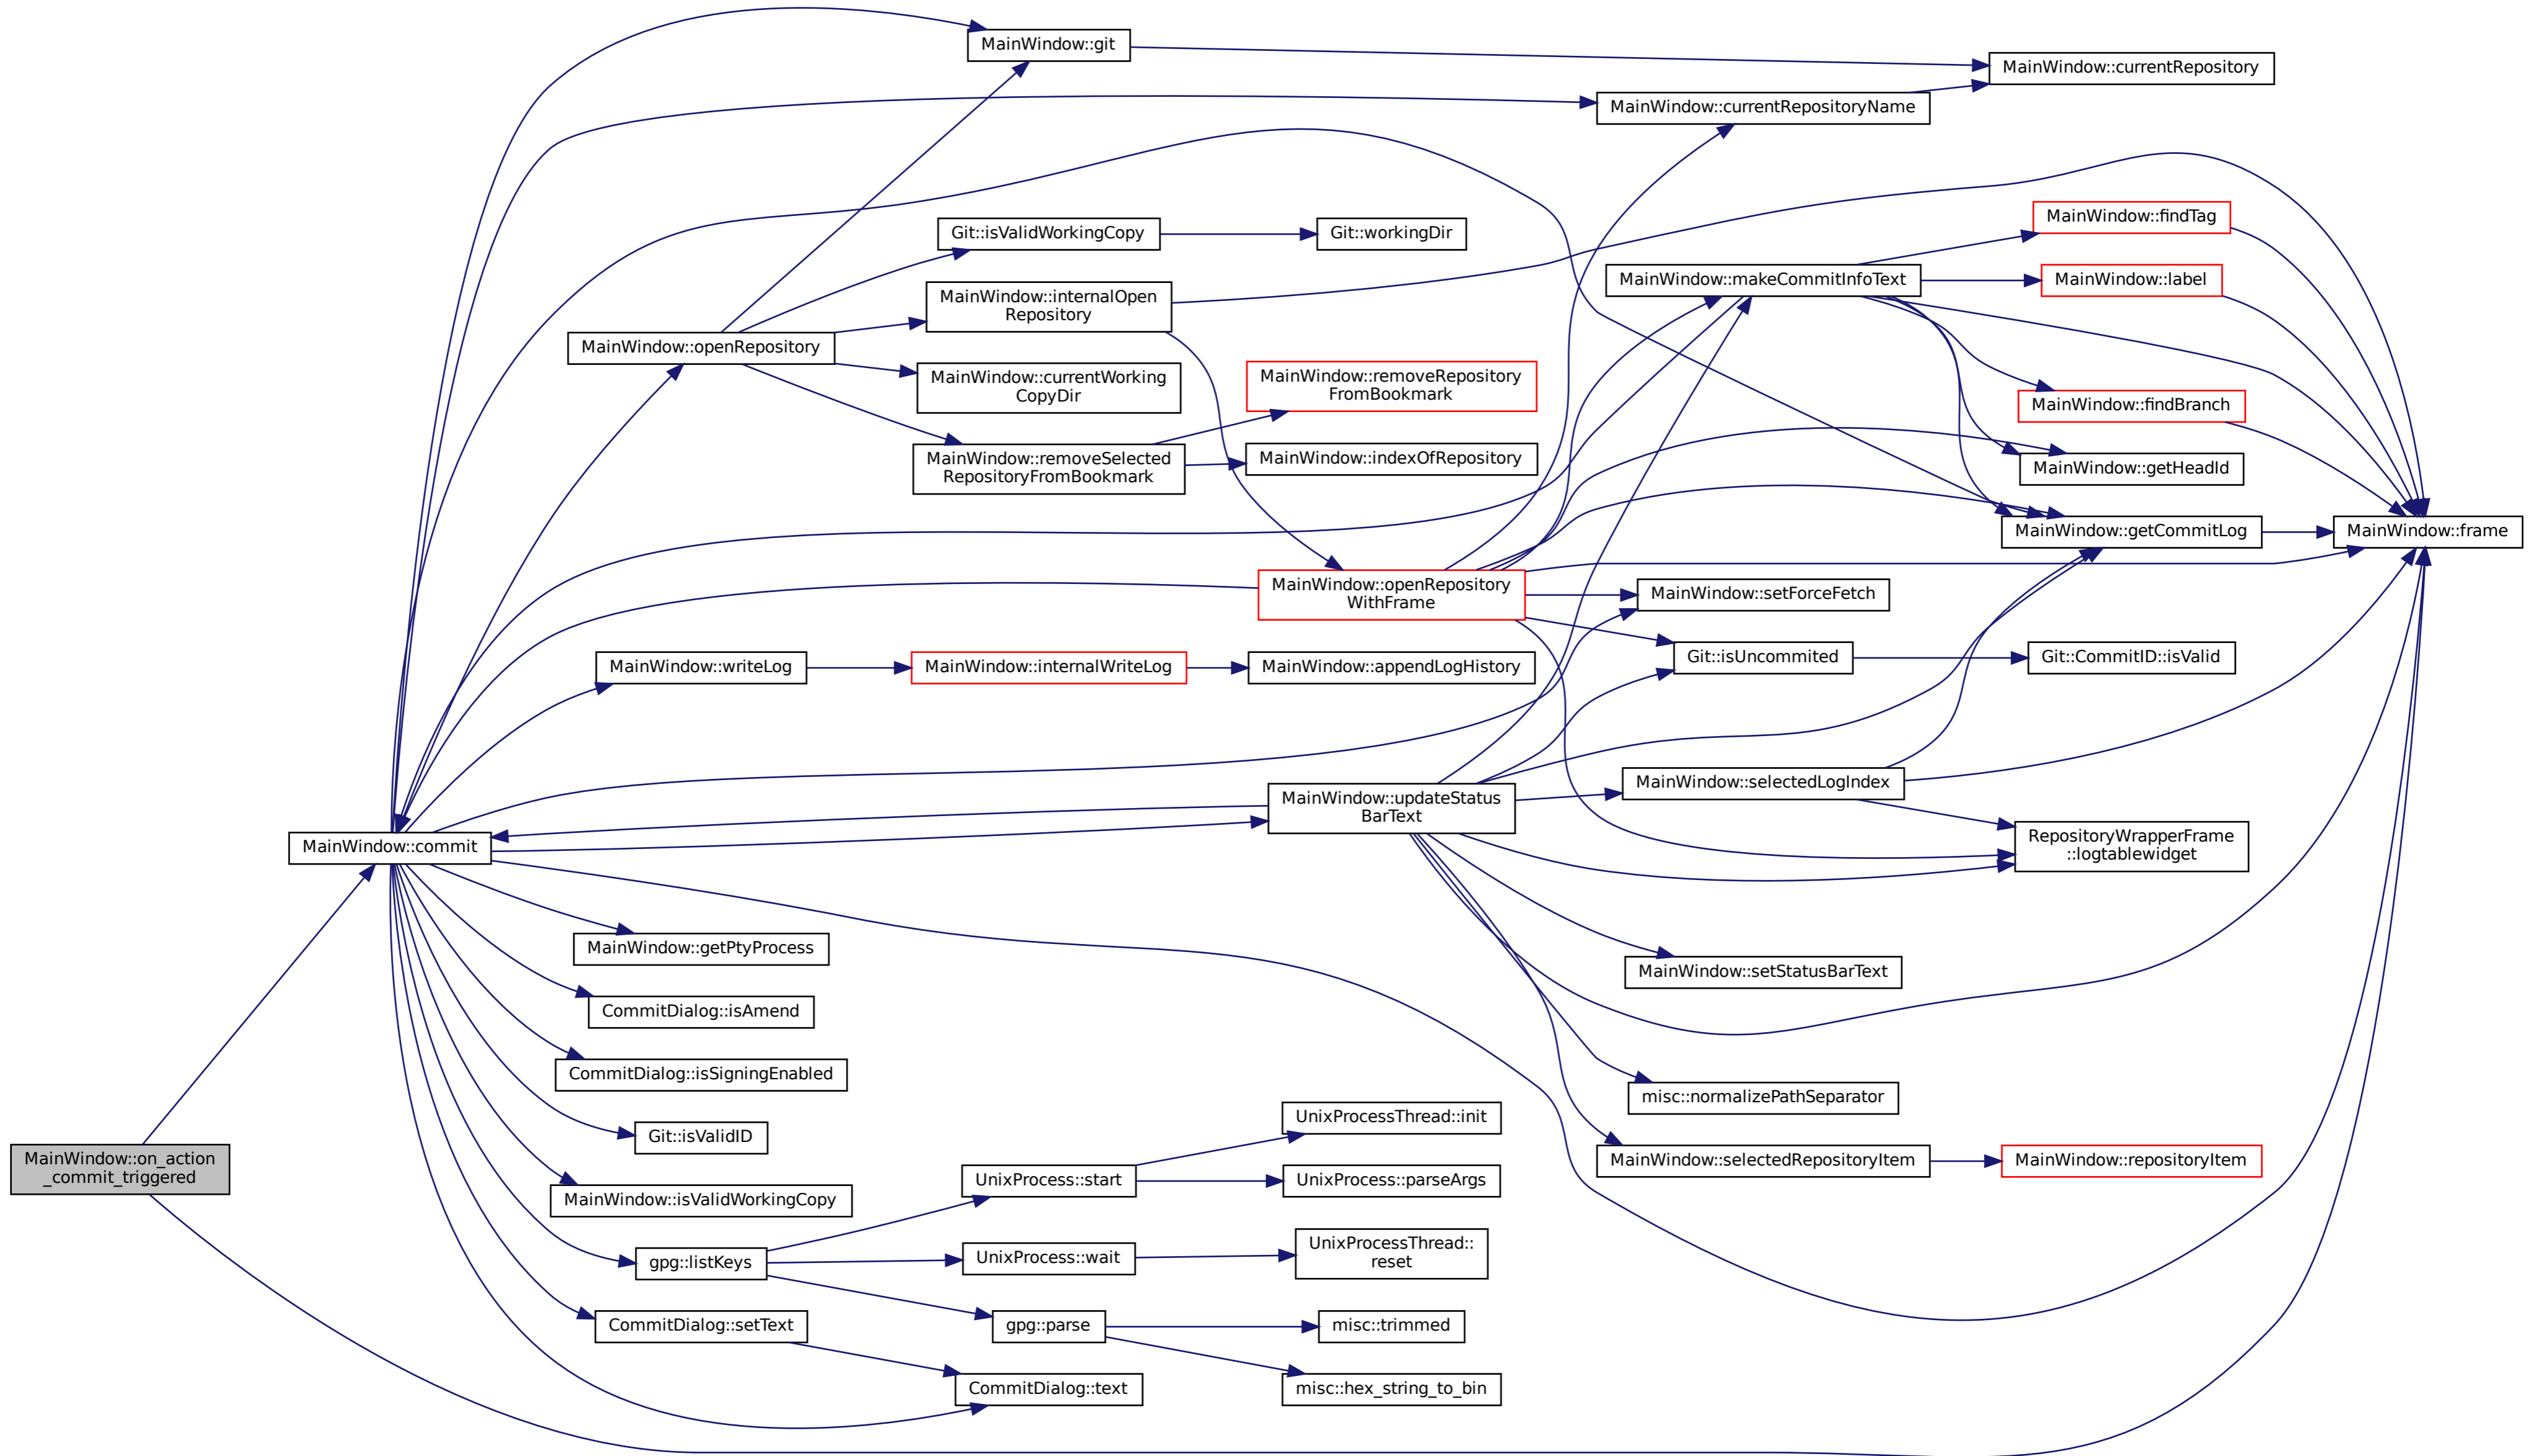 MainWindow::on_action
_commit_triggered
MainWindow::commit
MainWindow::openRepository
MainWindow::writeLog
MainWindow::getPtyProcess
CommitDialog::isAmend
CommitDialog::isSigningEnabled
Git::isValidID
MainWindow::isValidWorkingCopy
gpg::listKeys
CommitDialog::setText
MainWindow::git
Git::isValidWorkingCopy
MainWindow::internalOpen
Repository
MainWindow::currentWorking
CopyDir
MainWindow::removeSelected
RepositoryFromBookmark
MainWindow::internalWriteLog
UnixProcess::start
UnixProcess::wait
gpg::parse
CommitDialog::text
MainWindow::removeRepository
FromBookmark
MainWindow::indexOfRepository
MainWindow::openRepository
WithFrame
MainWindow::appendLogHistory
MainWindow::updateStatus
BarText
UnixProcessThread::init
UnixProcess::parseArgs
UnixProcessThread::
reset
misc::trimmed
misc::hex_string_to_bin
MainWindow::currentRepositoryName
Git::workingDir
MainWindow::makeCommitInfoText
MainWindow::setForceFetch
Git::isUncommited
MainWindow::selectedLogIndex
MainWindow::setStatusBarText
misc::normalizePathSeparator
MainWindow::selectedRepositoryItem
MainWindow::currentRepository
MainWindow::findTag
MainWindow::label
MainWindow::findBranch
MainWindow::getHeadId
MainWindow::getCommitLog
Git::CommitID::isValid
RepositoryWrapperFrame
::logtablewidget
MainWindow::repositoryItem
MainWindow::frame